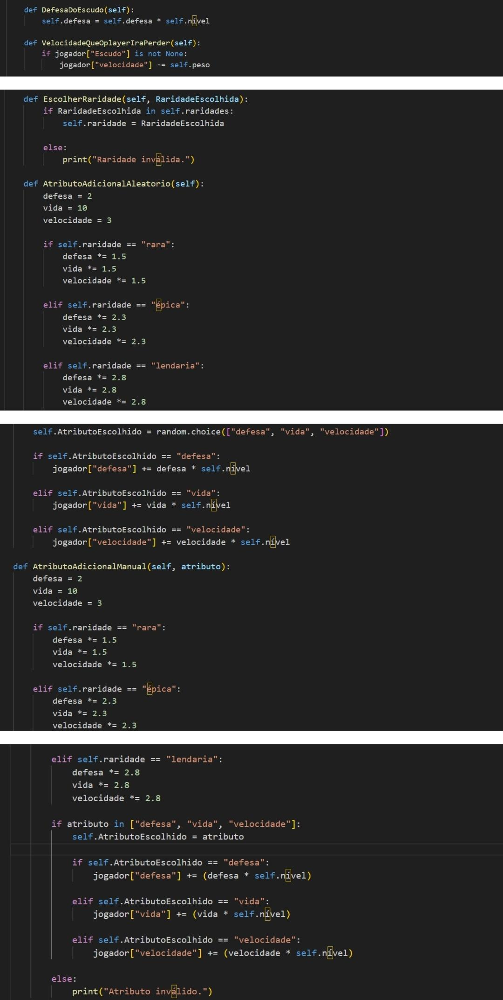 def DefesaDoEscudo(self):
self.defesa = self.defesa * self.nível
def VelocidadeQueOplayerIraPerder(self):
if jogador["Escudo"] is not None:
jogador["velocidade"] -= self.peso
def EscolherRaridade(self, RaridadeEscolhida):
if RaridadeEscolhida in self.raridades:
self.raridade = RaridadeEscolhida
else:
print("Raridade inválida.")
def AtributoAdicionalAleatorio(self):
defesa = 2
vida = 10
velocidade = 3
if self.raridade == "rara":
defesa *= 1.5
vida *= 1.5
velocidade *= 1.5
elif self.raridade == "épica":
defesa *= 2.3
vida *= 2.3
velocidade *= 2.3
elif self.raridade == "lendaria":
defesa *= 2.8
vida *= 2.8
velocidade *= 2.8
self.AtributoEscolhido = random.choice(["defesa", "vida", "velocidade"])
if self.AtributoEscolhido == "defesa":
jogador["defesa"] += defesa * self.nível
elif self.AtributoEscolhido == "vida":
jogador["vida"] += vida * self.nível
elif self.AtributoEscolhido == "velocidade":
jogador["velocidade"] += velocidade * self.nível
def AtributoAdicionalManual(self, atributo):
defesa = 2
vida = 10
velocidade = 3
if self.raridade == "rara":
defesa *= 1.5
vida *= 1.5
velocidade *= 1.5
elif self.raridade == "épica":
defesa *= 2.3
vida *= 2.3
velocidade *= 2.3
elif self.raridade == "lendaria":
defesa *= 2.8
vida *= 2.8
velocidade *= 2.8
if atributo in ["defesa", "vida", "velocidade"]:
self.AtributoEscolhido = atributo
if self.AtributoEscolhido == "defesa":
jogador["defesa"] += (defesa * self.nível)
elif self.AtributoEscolhido == "vida":
jogador["vida"] += (vida * self.nível)
elif self.AtributoEscolhido == "velocidade":
jogador["velocidade"] += (velocidade * self.nível)
else:
print("Atributo inválido.")